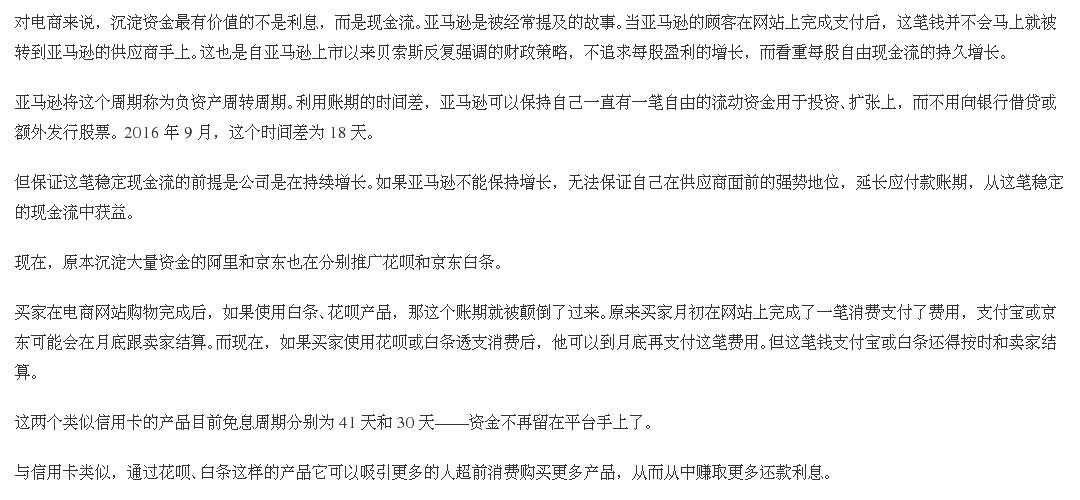 对电商来说，沉淀资金最有价值的不是利息，而是现金流。亚马逊是被经常提及的故事。当亚马逊的顾客在网站上完成支付后，这笔钱并不会马上就被
转到亚马逊的供应商手上。这也是自亚马逊上市以来贝索斯反复强调的财政策略，不追求每股盈利的增长，而看重每股自由现金流的持久增长。
亚马逊将这个周期称为负资产周转周期。利用账期的时间差，亚马逊可以保持自己一直有一笔自由的流动资金用于投资、扩张上，而不用向银行借贷或
额外发行股票。2016 年 9 月，这个时间差为 18 天。
但保证这笔稳定现金流的前提是公司是在持续增长。如果亚马逊不能保持增长，无法保证自己在供应商面前的强势地位，延长应付款账期，从这笔稳定
的现金流中获益。
现在，原本沉淀大量资金的阿里和京东也在分别推广花呗和京东白条。
买家在电商网站购物完成后，如果使用白条、花呗产品，那这个账期就被颠倒了过来。原来买家月初在网站上完成了一笔消费支付了费用，支付宝或京
东可能会在月底跟卖家结算。而现在，如果买家使用花呗或白条透支消费后，他可以到月底再支付这笔费用。但这笔钱支付宝或白条还得按时和卖家结
算。
这两个类似信用卡的产品目前免息周期分别为 41 天和 30 天——资金不再留在平台手上了。
与信用卡类似，通过花呗、白条这样的产品它可以吸引更多的人超前消费购买更多产品，从而从中赚取更多还款利息。